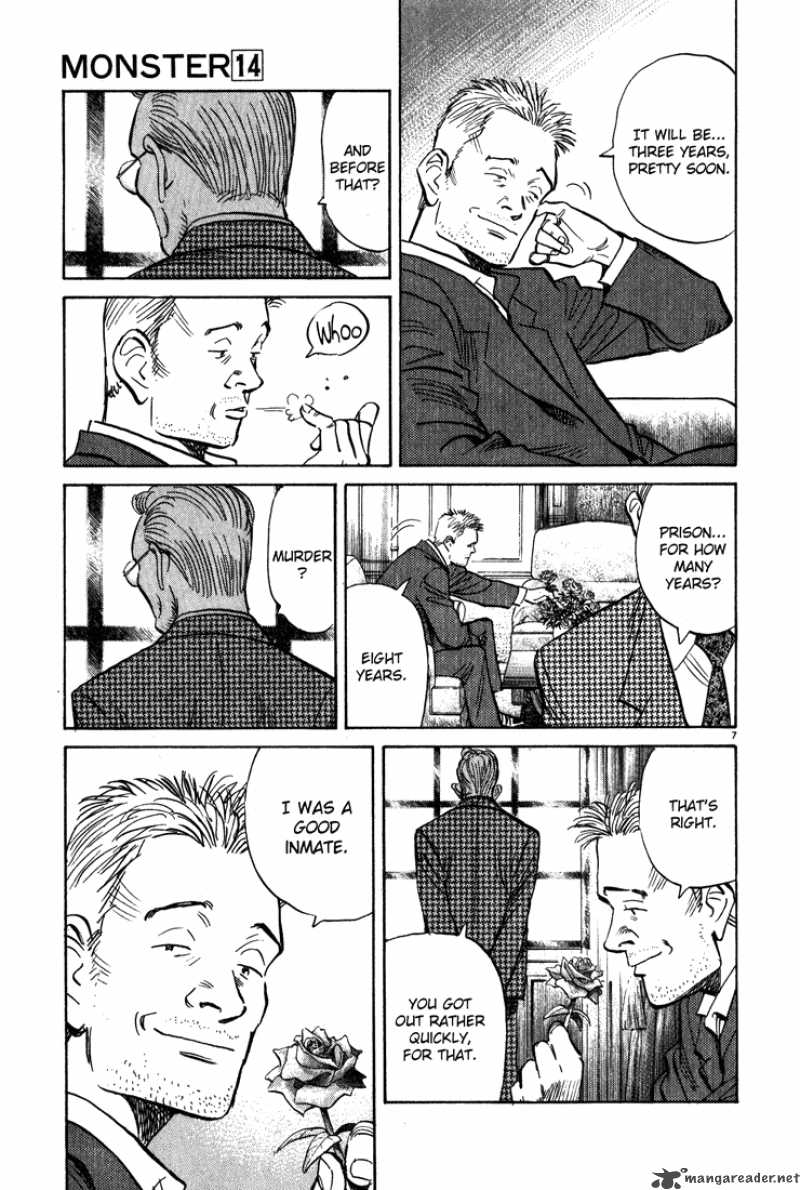 MONSTER 14
IT WILL BE...
THREE YEARS,
PRETTY SOON.
AND
BEFORE
THAT?
Whoo
PRISON...
FOR HOW
MANY
YEARS?
EIGHT
YEARS.
MURDER
?
7
THAT'S
RIGHT.
YOU GOT
OUT RATHER
QUICKLY,
FOR THAT.
I WAS A
GOOD
INMATE.
mangareader.net